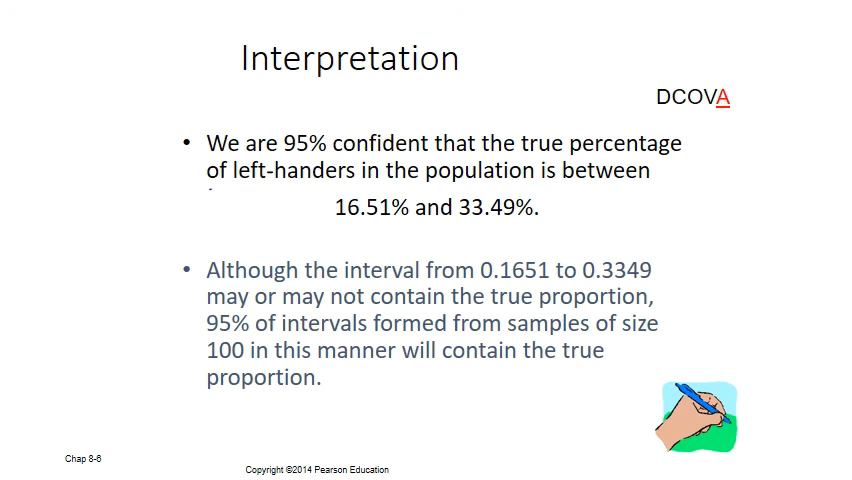 Interpretation
DCOVA
• We are 95% confident that the true percentage
of left-handers in the population is between
16.51% and 33.49%.
• Although the interval from 0.1651 to 0.3349
may or may not contain the true proportion,
95% of intervals formed from samples of size
100 in this manner will contain the true
proportion.
Chap 8-6
Copyright ©2014 Pearson Education